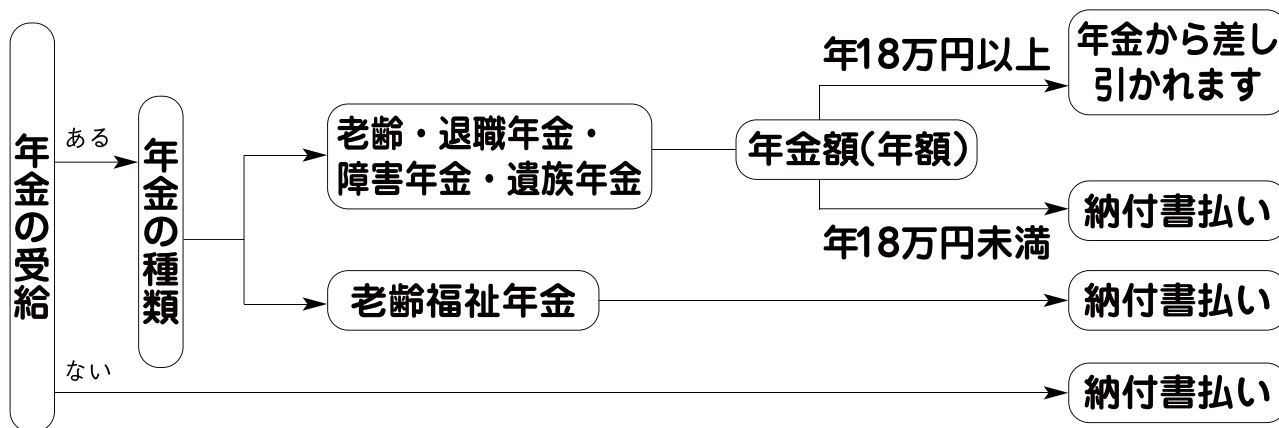 年金の受給
ある
ない
年金の種類
老齢・退職年金・
障害年金・遺族年金
老齢福祉年金
年金額(年額)
年18万円以上
年18万円未満
年金から差し
引かれます
納付書払い
納付書払い
納付書払い